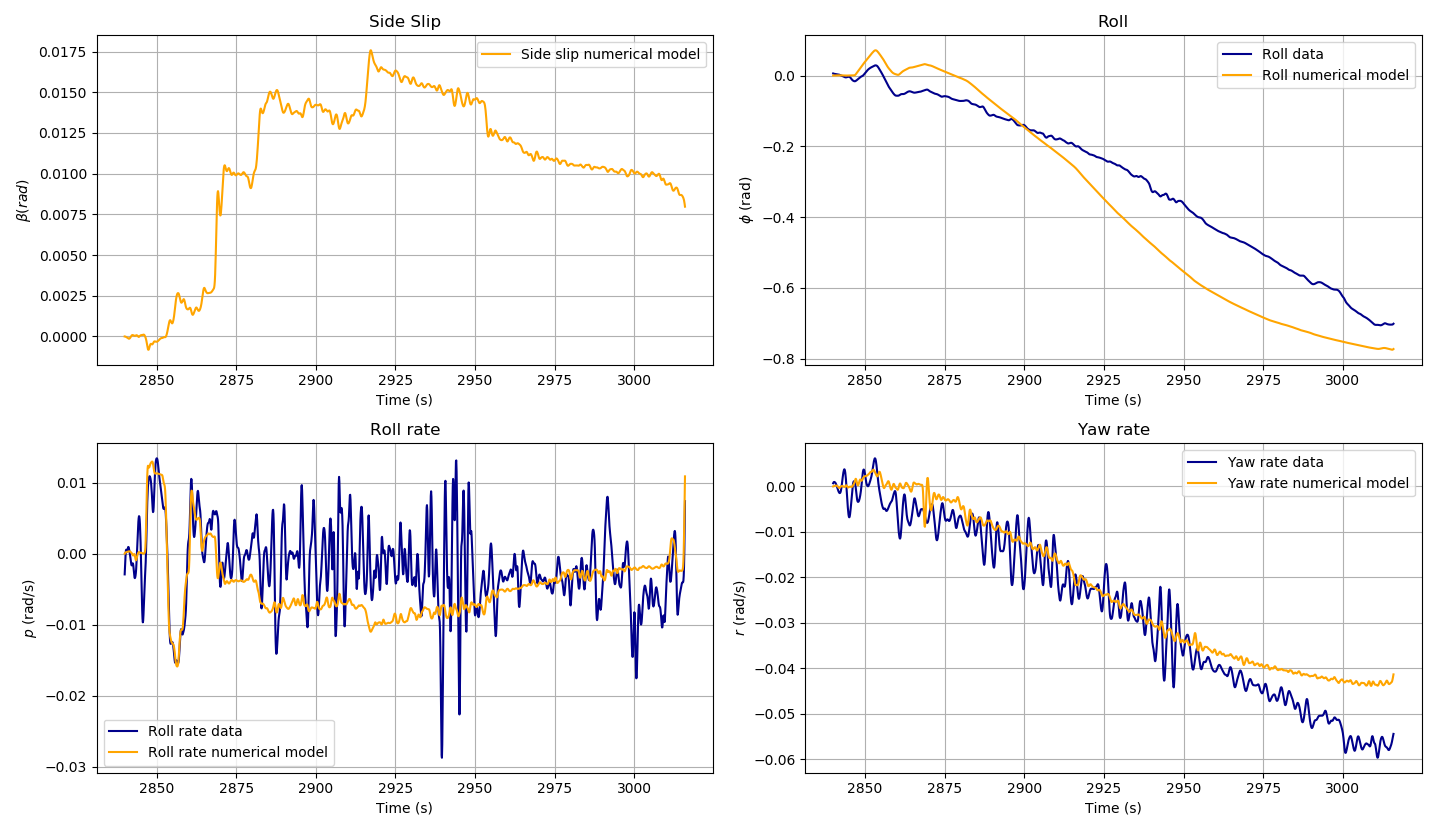 Side Slip
0.0175
0.0150
0.0125
0.0100
0.0075
0.0050
0.0025
0.0000
β(rad)
Side slip numerical model
2850 2875 2900 2925 2950 2975 3000
Time (s)
Roll
0.0
−0.2
−0.4
−0.6
−0.8
ϕ (rad)
Roll data
Roll numerical model
2850 2875 2900 2925 2950 2975 3000
Time (s)
Roll rate
0.01
0.00
−0.01
−0.02
−0.03
p (rad/s)
Roll rate data
Roll rate numerical model
2850 2875 2900 2925 2950 2975 3000
Time (s)
Yaw rate
0.00
−0.01
−0.02
−0.03
−0.04
−0.05
−0.06
r (rad/s)
Yaw rate data
Yaw rate numerical model
2850 2875 2900 2925 2950 2975 3000
Time (s)